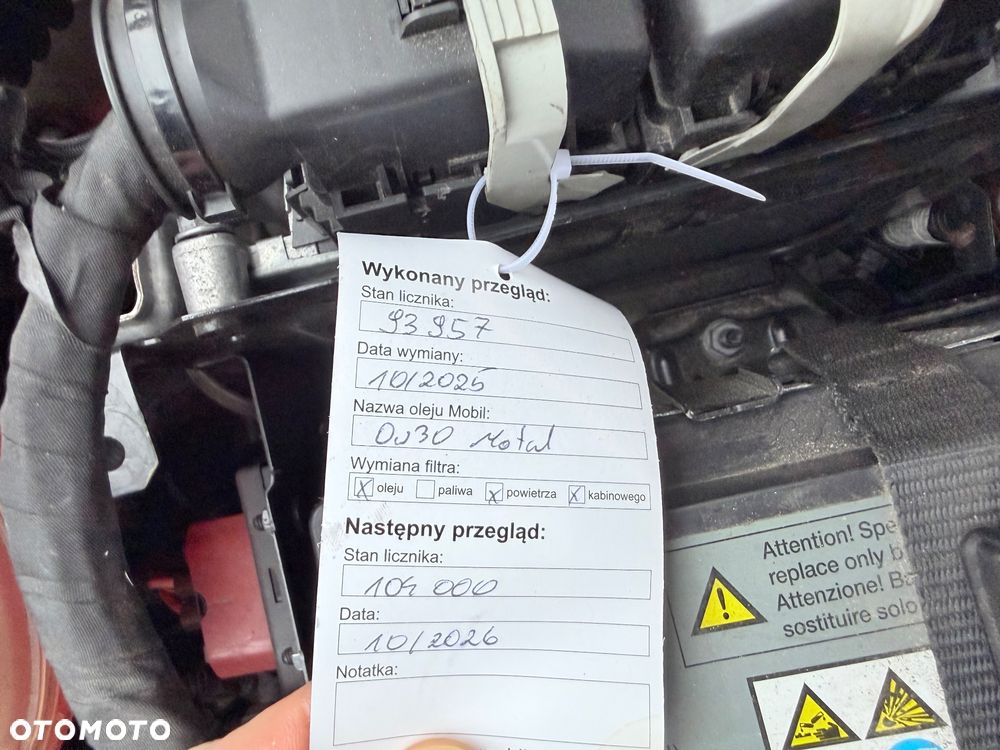 Wykonany przegląd:
Stan licznika:
93 957
Data wymiany:
10/2025
Nazwa oleju Mobil:
0w30 Motul
Wymiana filtra:
X oleju paliwa X powietrza X kabinowego
Następny przegląd:
Stan licznika:
104 000
Data:
10/2026
Notatka:
Attention! Spe
replace only b
Attenzione! Ba
sostituire solo
OTOMOTO